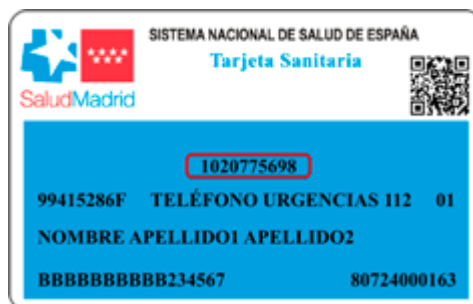 SISTEMA NACIONAL DE SALUD DE ESPAÑA
Tarjeta Sanitaria
SaludMadrid
1020775698
99415286F TELÉFONO URGENCIAS 112 01
NOMBRE APELLIDO1 APELLIDO2
BBBBBBBBBB234567 80724000163